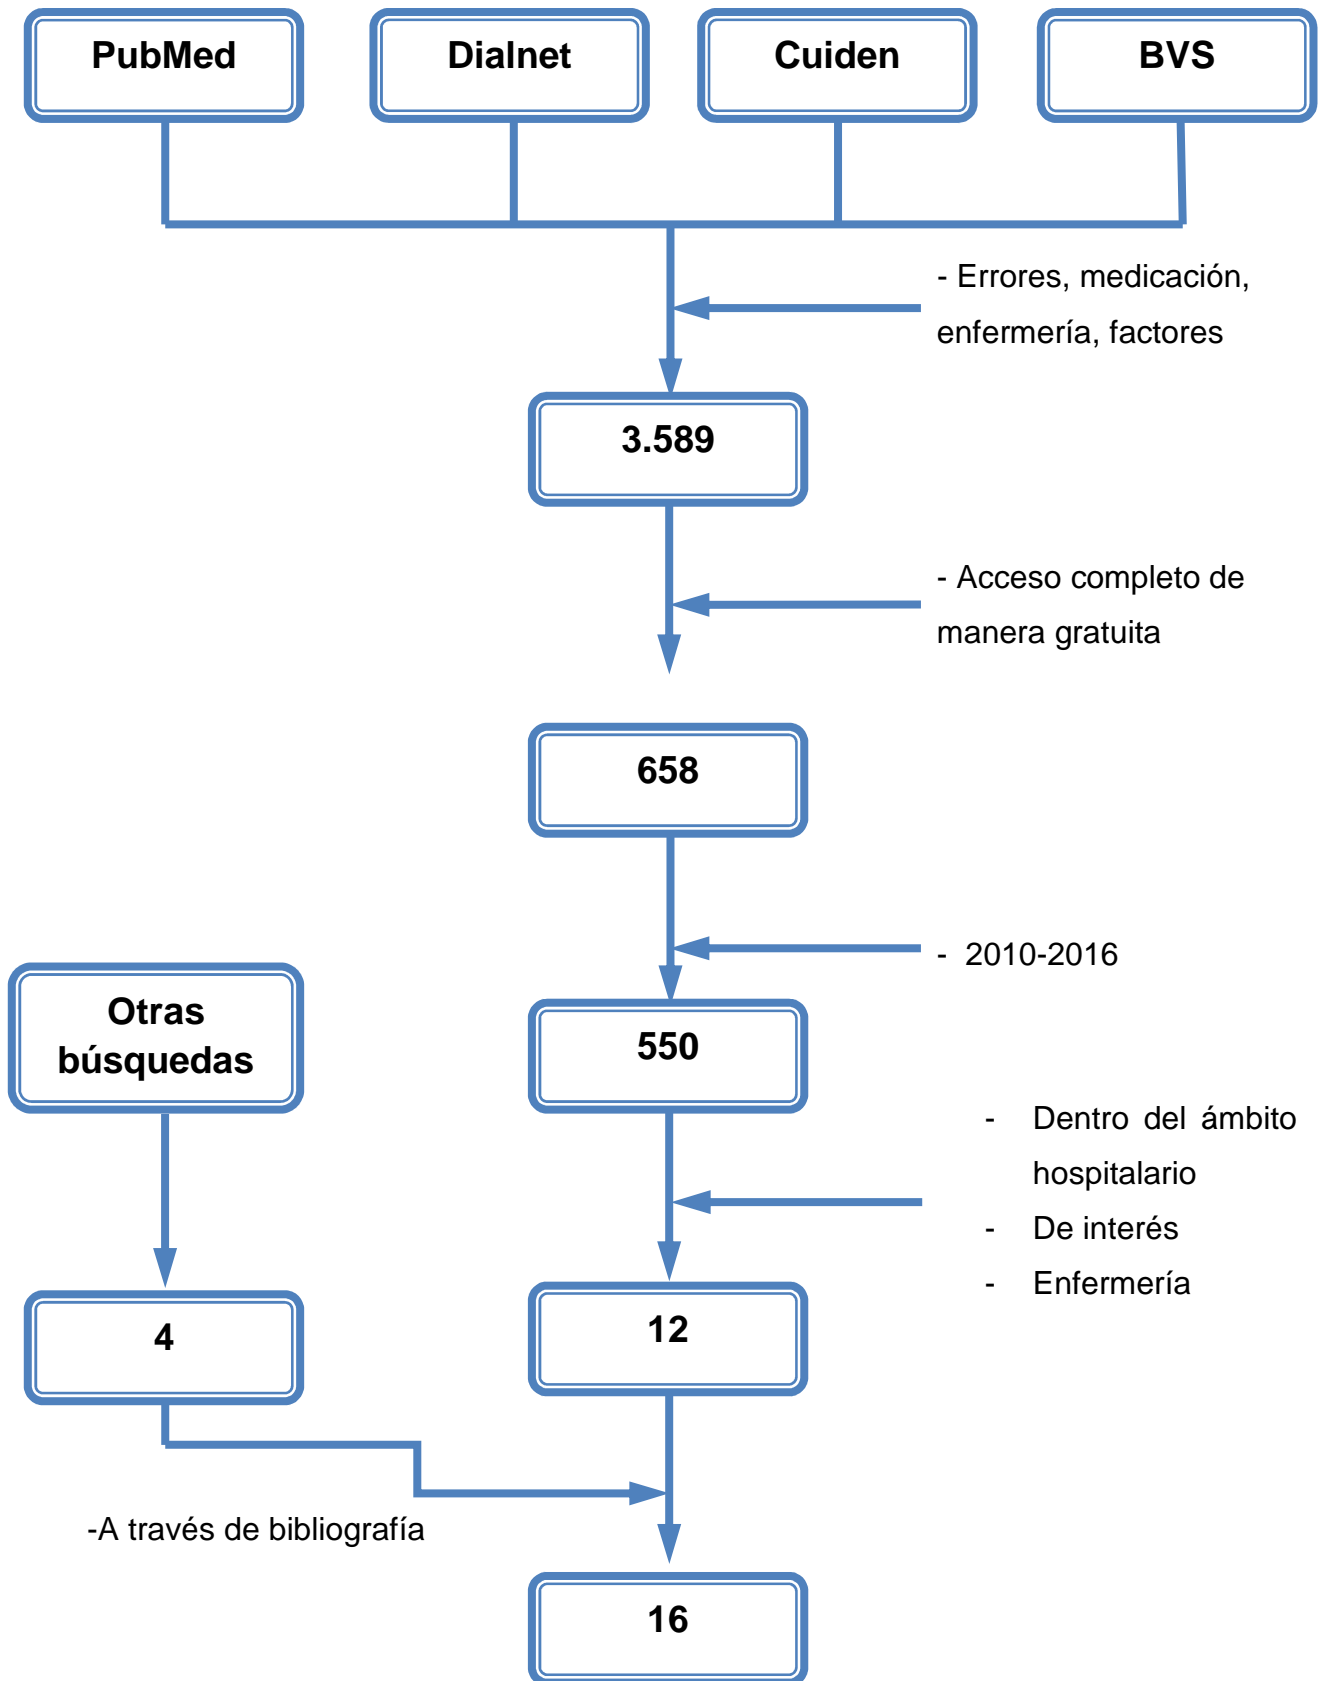 PubMed
Dialnet
Cuiden
BVS
- Errores, medicación,
enfermería, factores
3.589
- Acceso completo de
manera gratuita
658
- 2010-2016
Otras
búsquedas
550
- Dentro del ámbito
hospitalario
- De interés
- Enfermería
4
12
-A través de bibliografía
16